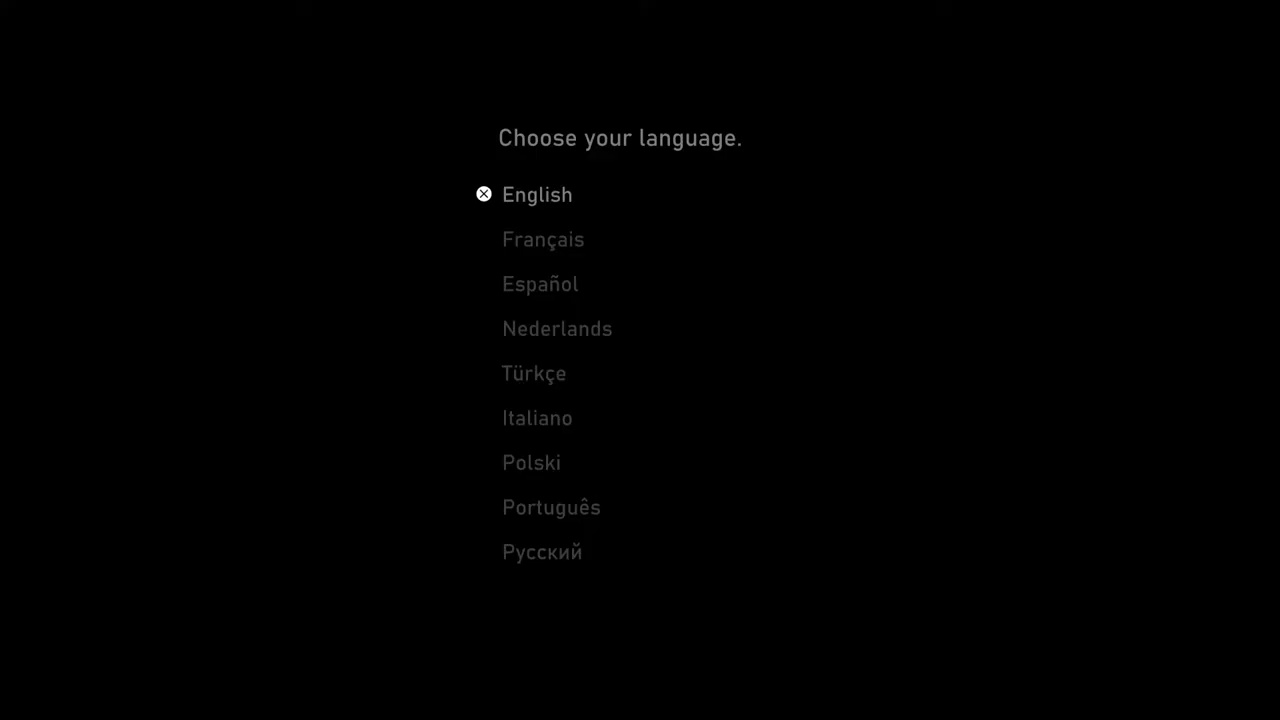 Choose your language.
English
Français
Español
Nederlands
Türkçe
Italiano
Polski
Português
Русский